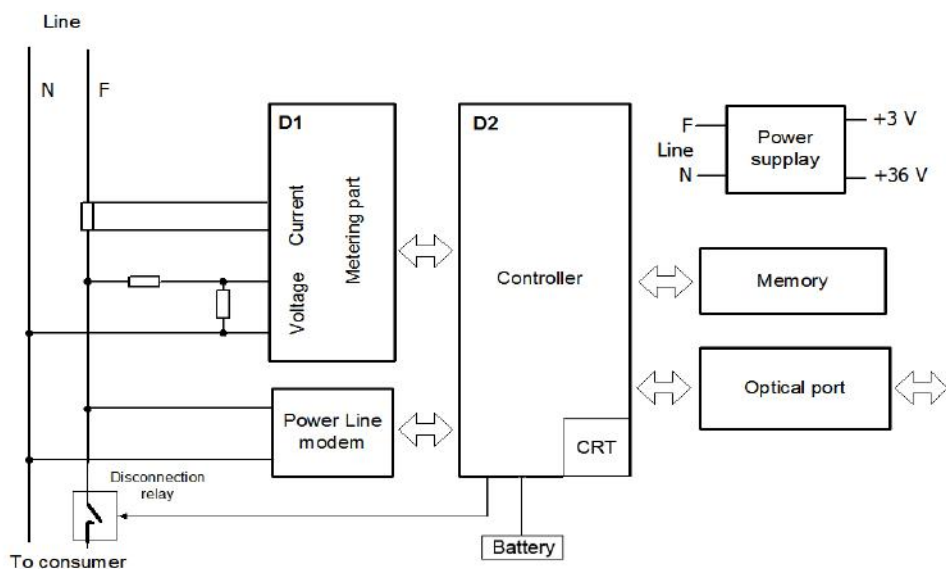 Line
N
F
D1
Current
Voltage
Metering part
D2
Controller
CRT
F
Line
N
Power
supplay
+3 V
+36 V
Memory
Optical port
Power Line
modem
Disconnection
relay
Battery
To consumer